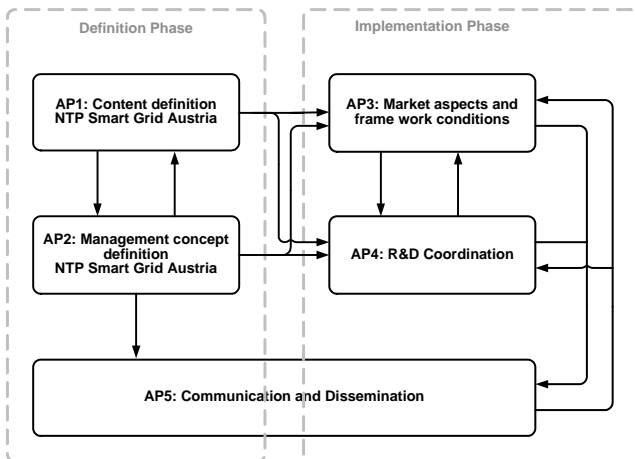 Definition Phase
Implementation Phase
AP1: Content definition
NTP Smart Grid Austria
AP3: Market aspects and
frame work conditions
AP2: Management concept
definition
NTP Smart Grid Austria
AP4: R&D Coordination
AP5: Communication and Dissemination